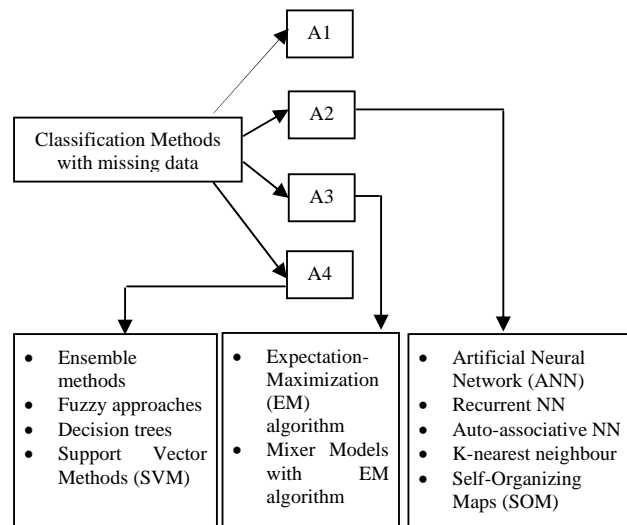 A1
A2
Classification Methods
with missing data
A3
A4
• Ensemble
methods
• Fuzzy approaches
• Decision trees
• Support Vector
Methods (SVM)
• Expectation-
Maximization
(EM)
algorithm
• Mixer Models
with EM
algorithm
• Artificial Neural
Network (ANN)
• Recurrent NN
• Auto-associative NN
• K-nearest neighbour
• Self-Organizing
Maps (SOM)